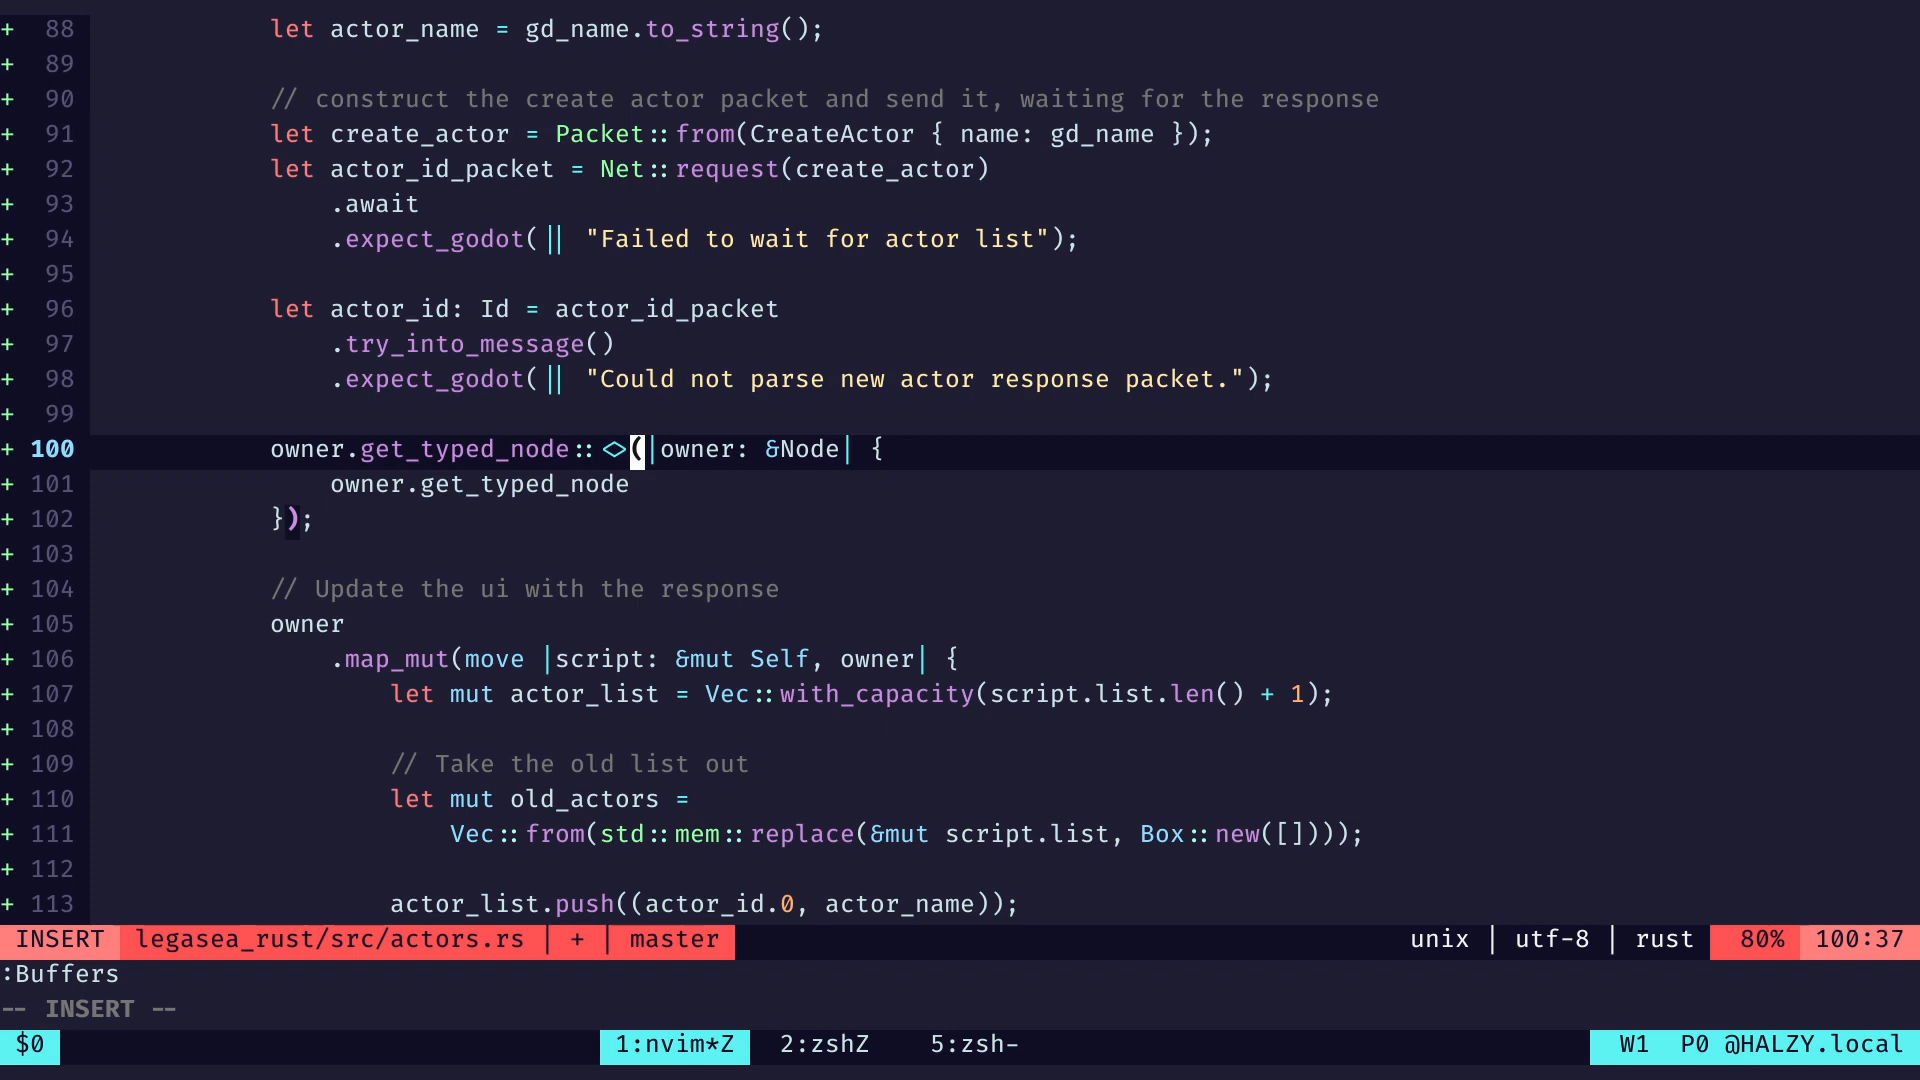 +  88             let actor_name = gd_name.to_string();
+  89
+  90             // construct the create actor packet and send it, waiting for the response
+  91             let create_actor = Packet::from(CreateActor { name: gd_name });
+  92             let actor_id_packet = Net::request(create_actor)
+  93                 .await
+  94                 .expect_godot(|| "Failed to wait for actor list");
+  95
+  96             let actor_id: Id = actor_id_packet
+  97                 .try_into_message()
+  98                 .expect_godot(|| "Could not parse new actor response packet.");
+  99
+ 100             owner.get_typed_node::<>(|owner: &Node| {
+ 101                 owner.get_typed_node
+ 102             });
+ 103
+ 104             // Update the ui with the response
+ 105             owner
+ 106                 .map_mut(move |script: &mut Self, owner| {
+ 107                     let mut actor_list = Vec::with_capacity(script.list.len() + 1);
+ 108
+ 109                     // Take the old list out
+ 110                     let mut old_actors =
+ 111                         Vec::from(std::mem::replace(&mut script.list, Box::new([])));
+ 112
+ 113                     actor_list.push((actor_id.0, actor_name));
INSERT legasea_rust/src/actors.rs | + | master unix | utf-8 | rust 80% 100:37
:Buffers
-- INSERT --
$0 1:nvim*Z 2:zshZ 5:zsh- W1 P0 @HALZY.local